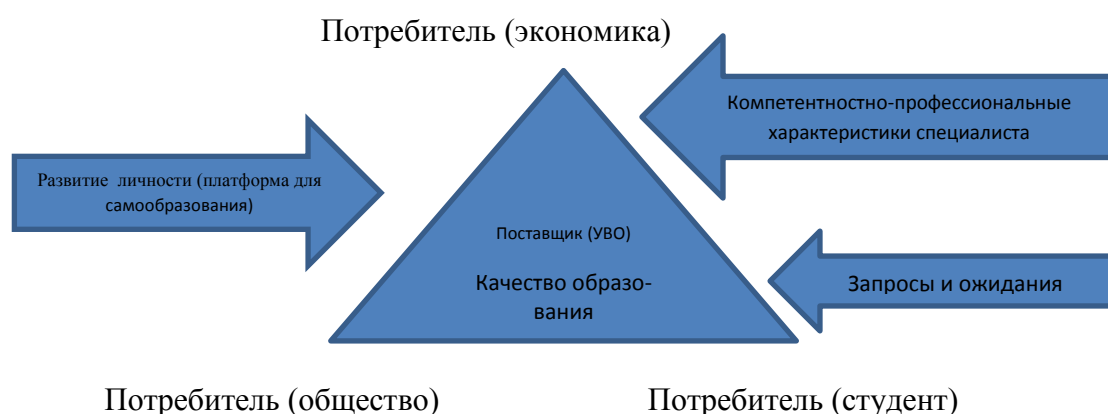 Потребитель (экономика)
Компетентностно-профессиональные
характеристики специалиста
Развитие личности (платформа для
самообразования)
Поставщик (УВО)
Качество образо-
вания
Запросы и ожидания
Потребитель (общество)
Потребитель (студент)